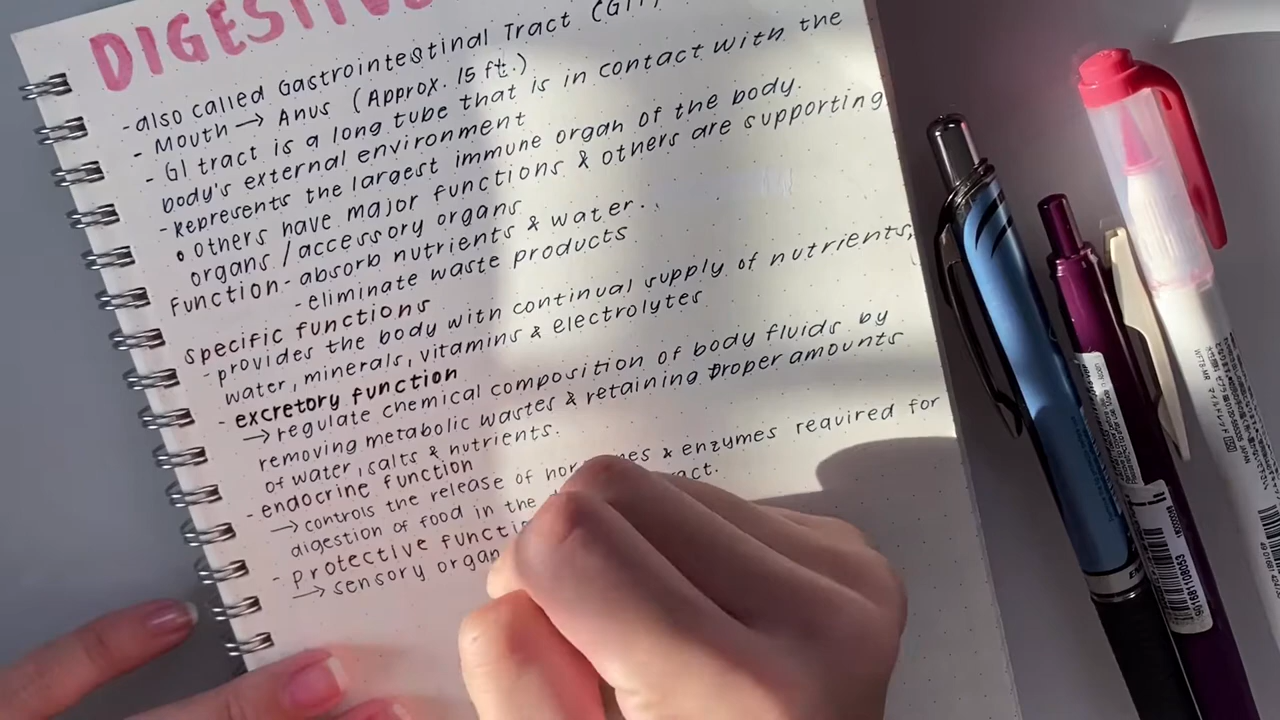 DIGESTIV
- also called Gastrointestinal Tract (GIT)
- Mouth → Anus (Approx. 15 ft.)
- GI tract is a long tube that is in contact with the
body's external environment
- Represents the largest immune organ of the body.
• others have major functions & others are supporting
organs / accessory organs
Function - absorb nutrients & water.
- eliminate waste products
specific functions
- provides the body with continual supply of nutrients,
water, minerals, vitamins & electrolytes
- excretory function
→ regulate chemical composition of body fluids by
removing metabolic wastes & retaining proper amounts
of water, salts & nutrients.
- endocrine function
→ controls the release of hormones & enzymes required for
digestion of food in the
- protective
→ sensory organ